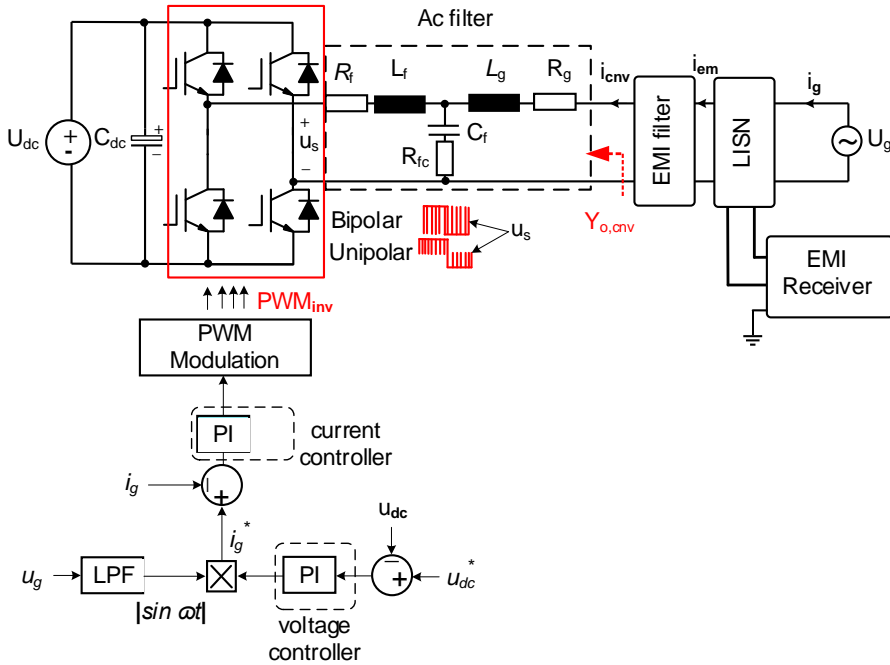 Ac filter
R_f
L_f
L_g
R_g
i_cnv
i_em
i_g
U_dc
+
-
C_dc
+
−
+
u_s
−
C_f
R_fc
EMI filter
LISN
U_g
~
Y_o,cnv
Bipolar
Unipolar
u_s
EMI
Receiver
PWM_inv
PWM
Modulation
PI
current
controller
i_g
−
+
i_g^*
u_dc
u_g
LPF
PI
−
+
u_dc^*
|sin ωt|
voltage
controller